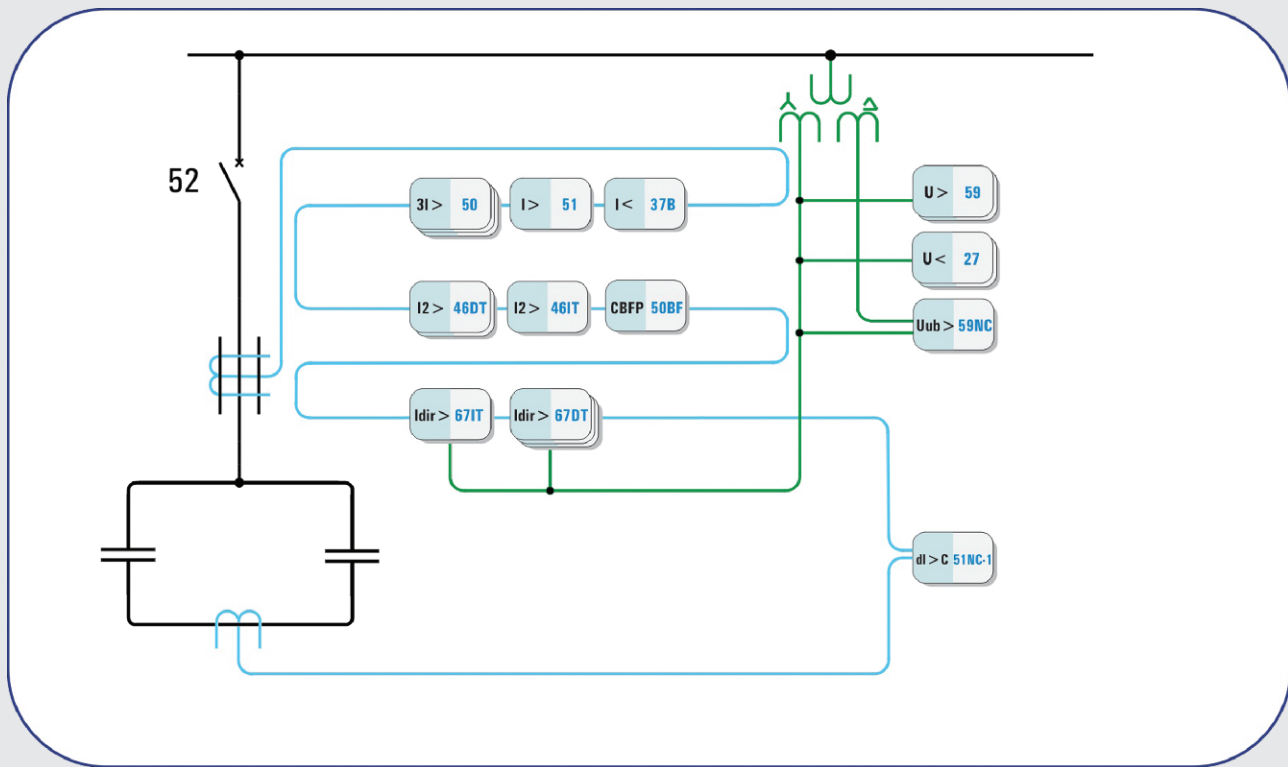 52
3I > 50
I > 51
I < 37B
U > 59
U < 27
I2 > 46DT
I2 > 46IT
CBFP 50BF
Uub > 59NC
Idir > 67IT
Idir > 67DT
dI > C 51NC-1